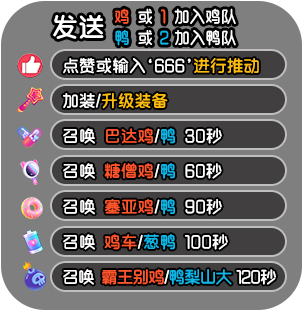 发送 鸡 或 1 加入鸡队
鸭 或 2 加入鸭队
点赞或输入‘666’进行推动
加装/升级装备
召唤 巴达鸡/鸭 30秒
召唤 糖僧鸡/鸭 60秒
召唤 塞亚鸡/鸭 90秒
召唤 鸡车/葱鸭 100秒
召唤 霸王别鸡/鸭梨山大 120秒